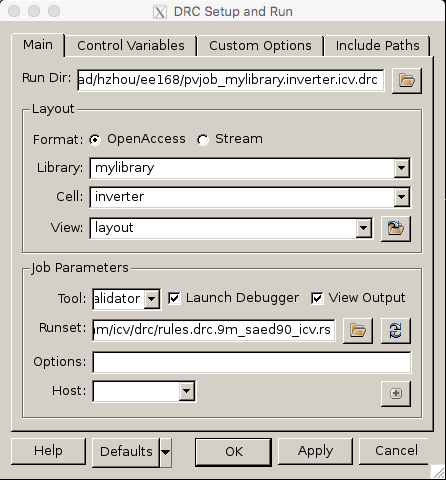 DRC Setup and Run
Main Control Variables Custom Options Include Paths
Run Dir: ad/hzhou/ee168/pvjob_mylibrary.inverter.icv.drc
Layout
Format: OpenAccess Stream
Library: mylibrary
Cell: inverter
View: layout
Job Parameters
Tool: alidator Launch Debugger View Output
Runset: am/icv/drc/rules.drc.9m_saed90_icv.rs
Options:
Host:
Help Defaults OK Apply Cancel